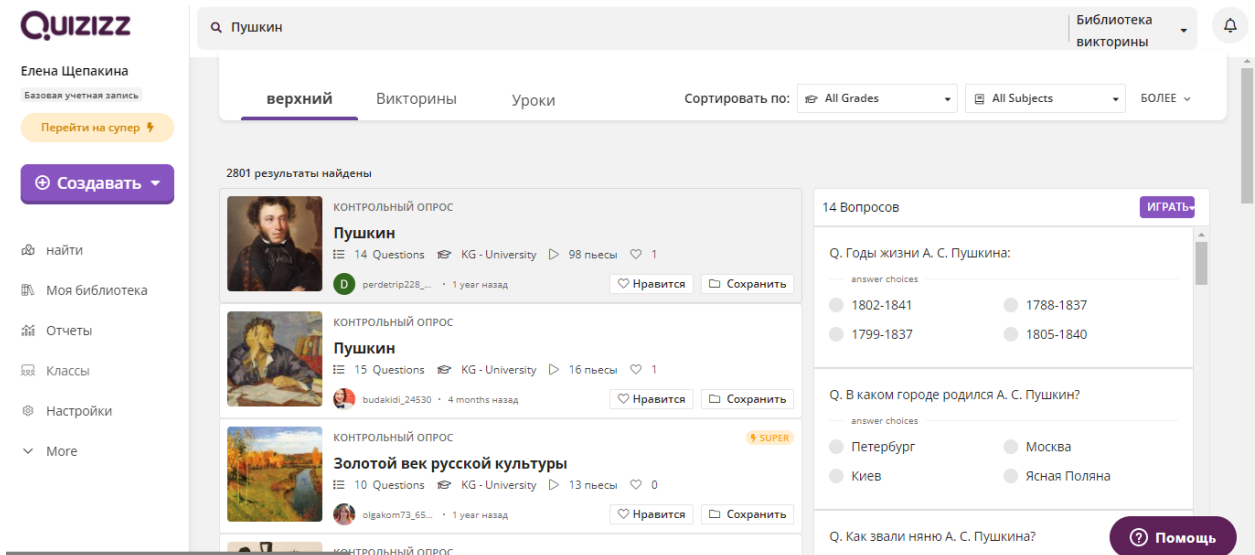 Quizizz
Пушкин
Библиотека
викторины
Елена Щепакина
Базовая учетная запись
Перейти на супер
Создавать
найти
Моя библиотека
Отчеты
Классы
Настройки
More
верхний Викторины Уроки Сортировать по: All Grades All Subjects БОЛЕЕ
2801 результаты найдены
КОНТРОЛЬНЫЙ ОПРОС
Пушкин
14 Questions KG - University 98 пьесы 1
D perdetrip228_... • 1 year назад Нравится Сохранить
КОНТРОЛЬНЫЙ ОПРОС
Пушкин
15 Questions KG - University 16 пьесы 1
budakidi_24530 • 4 months назад Нравится Сохранить
КОНТРОЛЬНЫЙ ОПРОС SUPER
Золотой век русской культуры
10 Questions KG - University 13 пьесы 0
olgakom73_65... • 1 year назад Нравится Сохранить
КОНТРОЛЬНЫЙ ОПРОС
14 Вопросов ИГРАТЬ
Q. Годы жизни А. С. Пушкина:
answer choices
1802-1841 1788-1837
1799-1837 1805-1840
Q. В каком городе родился А. С. Пушкин?
answer choices
Петербург Москва
Киев Ясная Поляна
Q. Как звали няню А. С. Пушкина?
Помощь